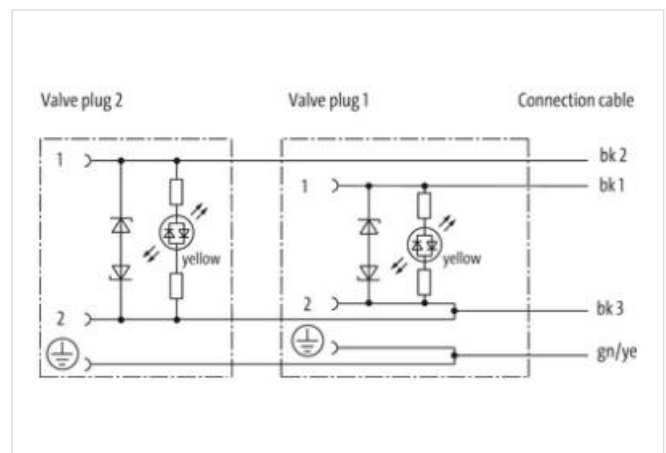 Valve plug 2 Valve plug 1 Connection cable
1 bk 2
1 bk 1
yellow yellow
2 bk 3
2
gn/ye